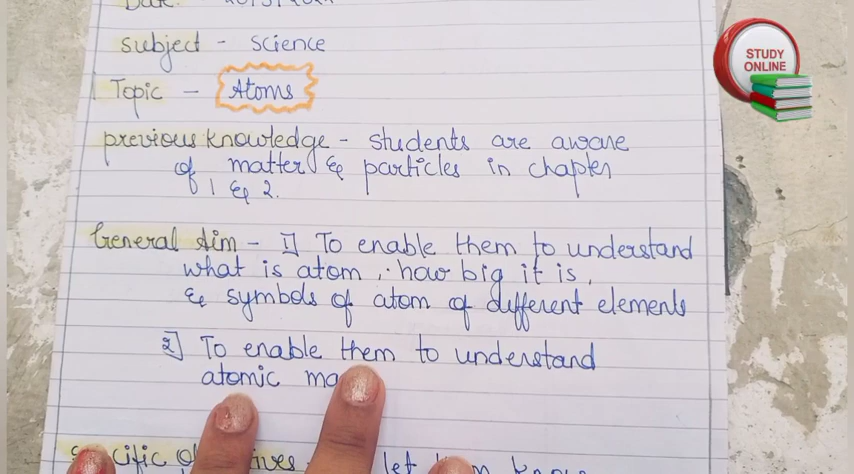 subject - science
Topic - Atoms
previous knowledge - students are aware
of matter & particles in chapter
1 & 2.
General Aim - 1] To enable them to understand
what is atom, how big it is,
& symbols of atom of different elements
2] To enable them to understand
atomic
let
STUDY
ONLINE